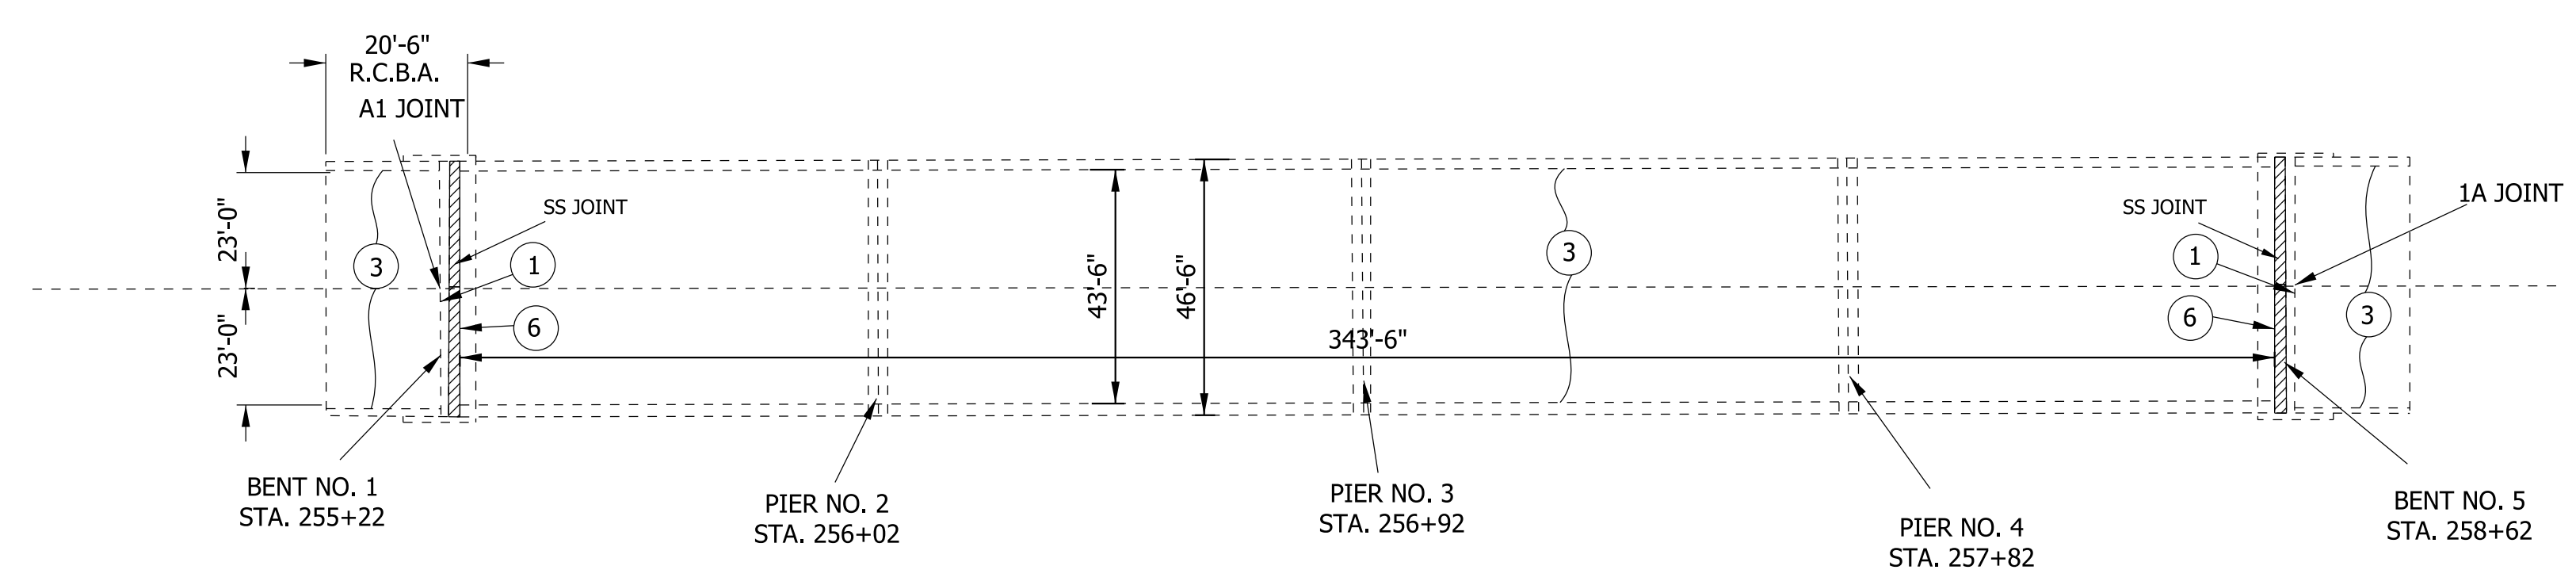 20'-6"
R.C.B.A.
A1 JOINT
23'-0"
23'-0"
3
SS JOINT
1
6
43'-6"
46'-6"
343'-6"
3
SS JOINT
1
6
1A JOINT
3
BENT NO. 1
STA. 255+22
PIER NO. 2
STA. 256+02
PIER NO. 3
STA. 256+92
PIER NO. 4
STA. 257+82
BENT NO. 5
STA. 258+62